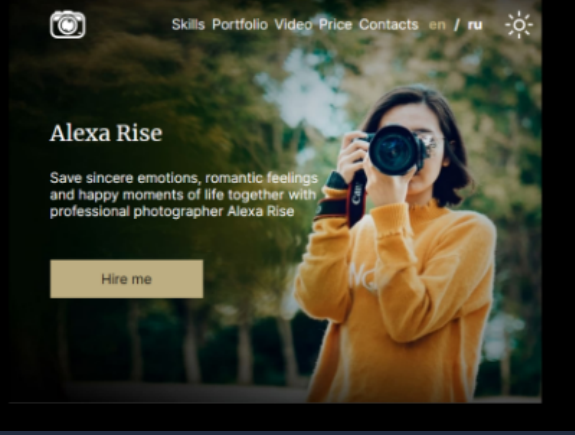 Skills Portfolio Video Price Contacts en / ru
Alexa Rise
Save sincere emotions, romantic feelings
and happy moments of life together with
professional photographer Alexa Rise
Hire me